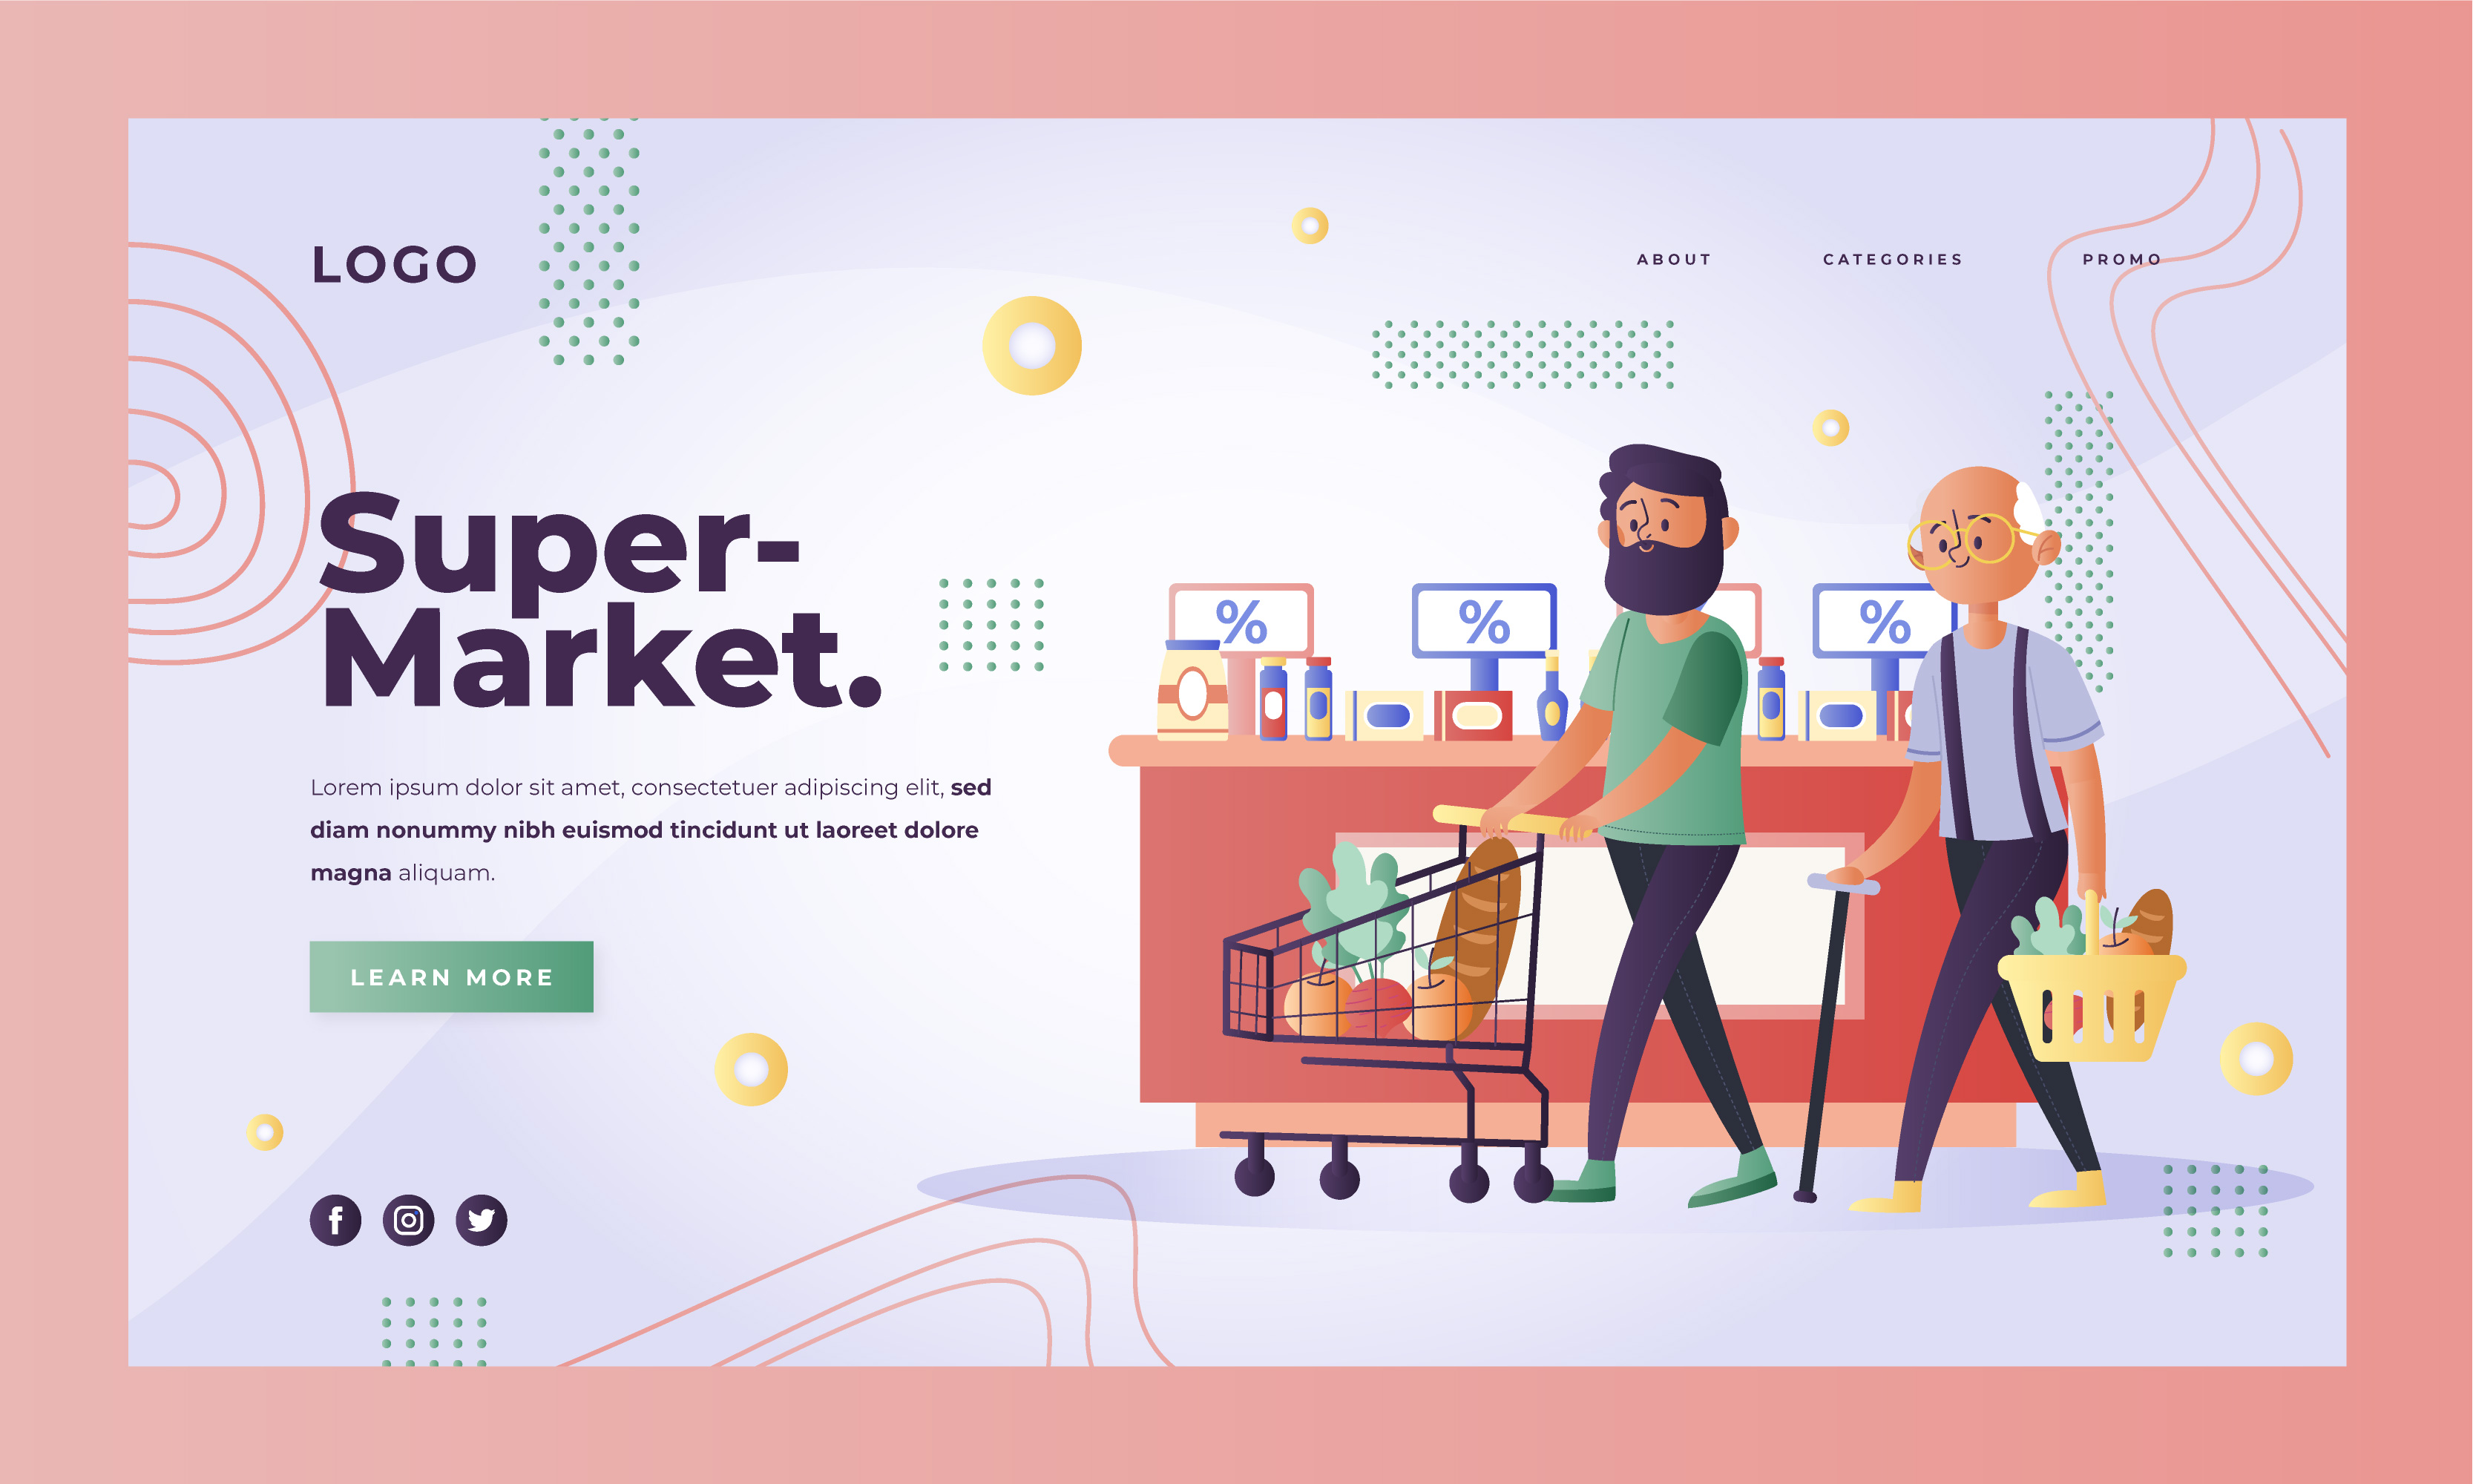 LOGO
ABOUT
CATEGORIES
PROMO
Super-
Market.
Lorem ipsum dolor sit amet, consectetuer adipiscing elit, sed
diam nonummy nibh euismod tincidunt ut laoreet dolore
magna aliquam.
LEARN MORE
%
%
%
f